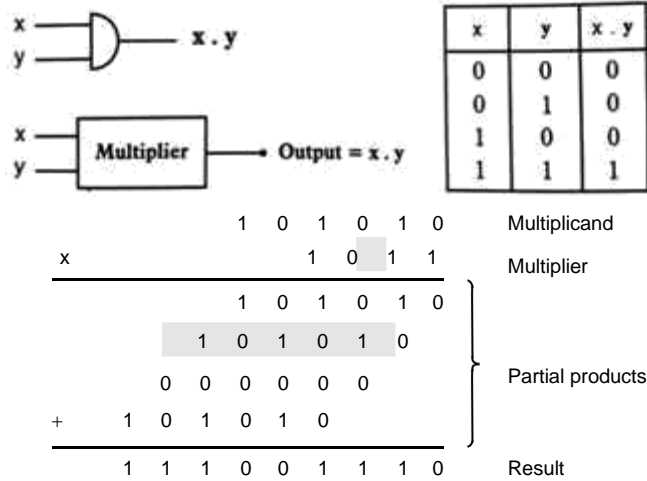 x
y
x . y
x
y
Multiplier
Output = x . y
x y x . y
0 0 0
0 1 0
1 0 0
1 1 1
1 0 1 0 1 0 Multiplicand
x 1 0 1 1 Multiplier
1 0 1 0 1 0
1 0 1 0 1 0
Partial products
0 0 0 0 0 0
+ 1 0 1 0 1 0
1 1 1 0 0 1 1 1 0 Result